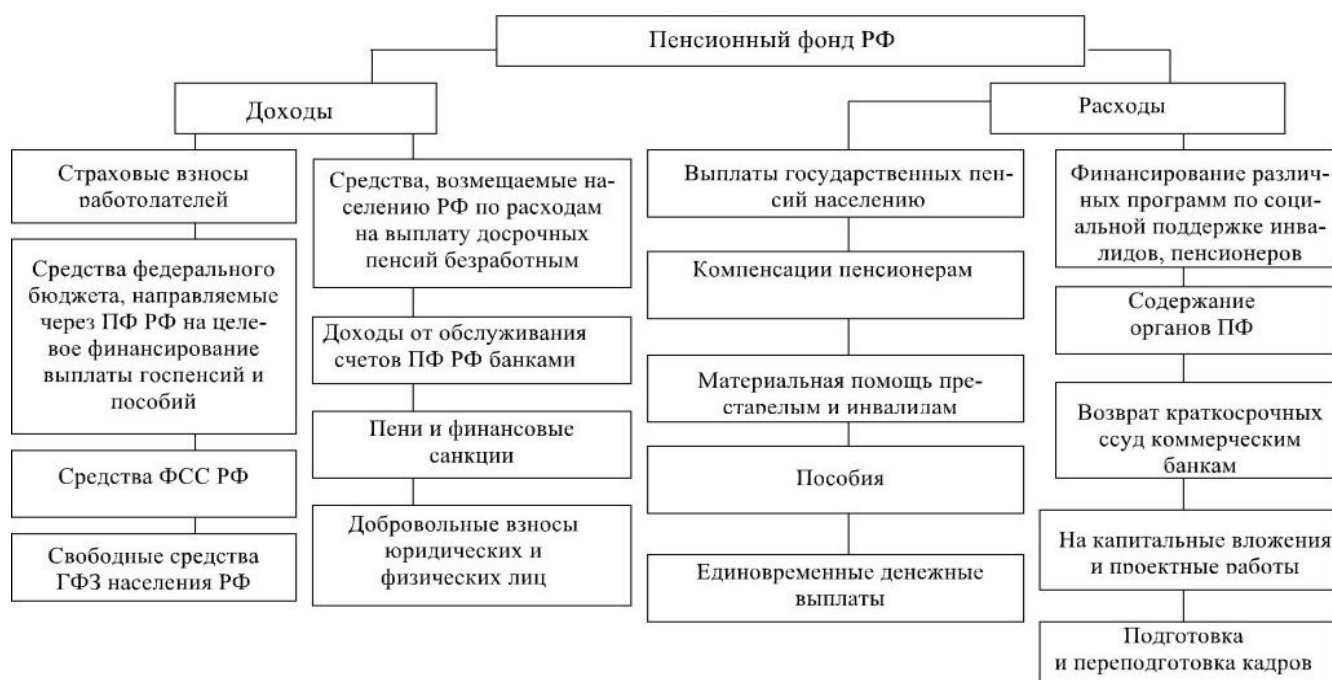 Пенсионный фонд РФ
Доходы
Расходы
Страховые взносы
работодателей
Средства федерального
бюджета, направляемые
через ПФ РФ на целе-
вое финансирование
выплаты госпенсий и
пособий
Средства ФСС РФ
Свободные средства
ГФЗ населения РФ
Средства, возмещаемые на-
селению РФ по расходам
на выплату досрочных
пенсий безработным
Доходы от обслуживания
счетов ПФ РФ банками
Пени и финансовые
санкции
Добровольные взносы
юридических и
физических лиц
Выплаты государственных пен-
сий населению
Компенсации пенсионерам
Материальная помощь пре-
старелым и инвалидам
Пособия
Единовременные денежные
выплаты
Финансирование различ-
ных программ по соци-
альной поддержке инва-
лидов, пенсионеров
Содержание
органов ПФ
Возврат краткосрочных
ссуд коммерческим
банкам
На капитальные вложения
и проектные работы
Подготовка
и переподготовка кадров